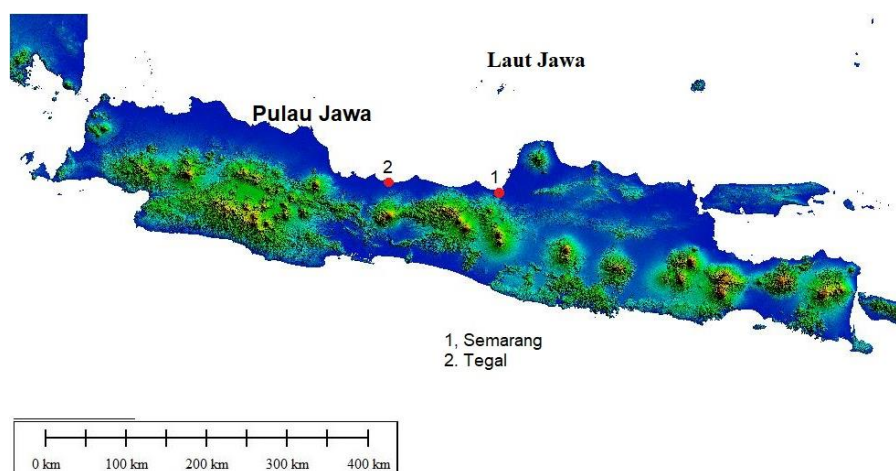 Laut Jawa
Pulau Jawa
2
1
1, Semarang
2. Tegal
0 km 100 km 200 km 300 km 400 km